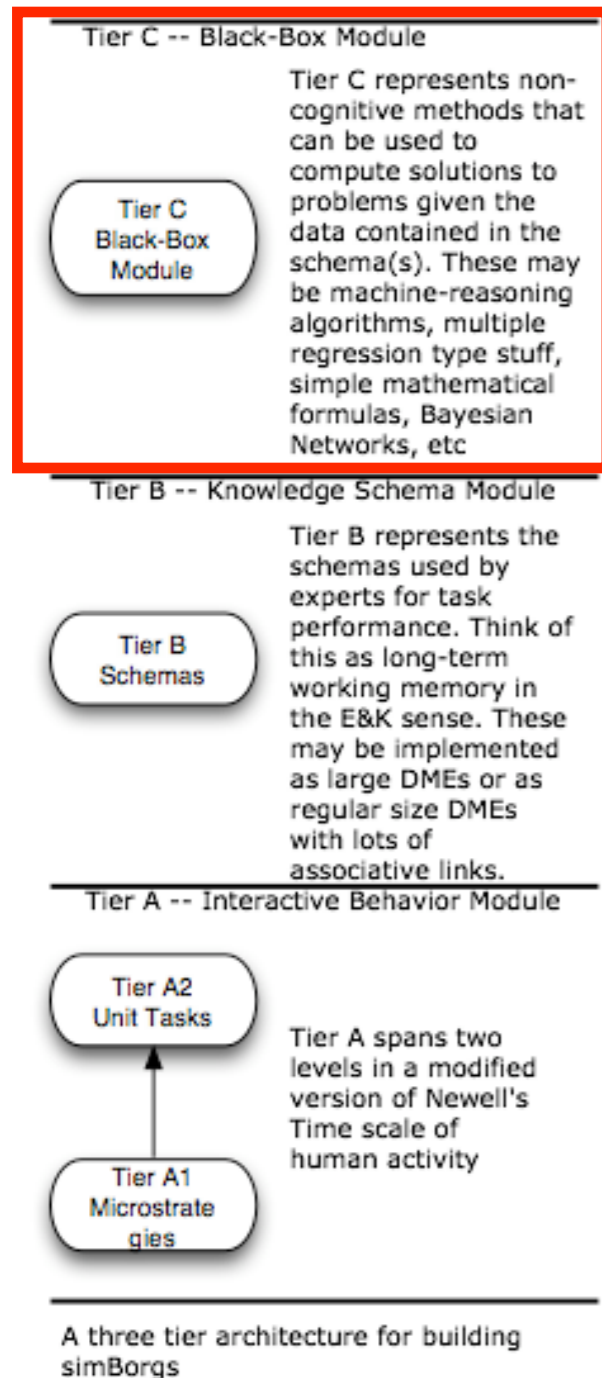 Tier C -- Black-Box Module
Tier C
Black-Box
Module
Tier C represents non-
cognitive methods that
can be used to
compute solutions to
problems given the
data contained in the
schema(s). These may
be machine-reasoning
algorithms, multiple
regression type stuff,
simple mathematical
formulas, Bayesian
Networks, etc
Tier B -- Knowledge Schema Module
Tier B
Schemas
Tier B represents the
schemas used by
experts for task
performance. Think of
this as long-term
working memory in
the E&K sense. These
may be implemented
as large DMEs or as
regular size DMEs
with lots of
associative links.
Tier A -- Interactive Behavior Module
Tier A2
Unit Tasks
Tier A1
Microstrate
gies
Tier A spans two
levels in a modified
version of Newell's
Time scale of
human activity
A three tier architecture for building
simBorgs